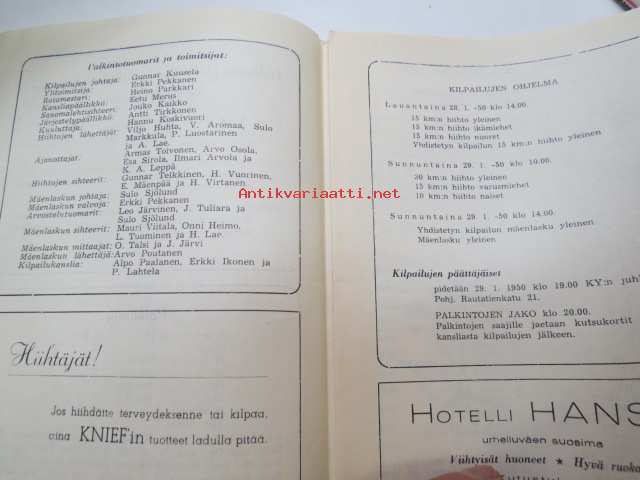 Palkintotuomarit ja toimitsijat:
Kilpailujen johtaja: Gunnar Kuusela
Ylitoimitsija: Erkki Pekkanen
Ratamestari: Heino Parkkari
Kansliapäällikkö: Eetu Merius
Sanomalehtisihteeri: Jouko Kaikko
Järjestelypäällikkö: Antti Tirkkonen
Kuuluttaja: Hannu Koskivuori
Hiihtojen lähettäjät: Viljo Huhta, V. Aromaa, Sulo
Markkula, P. Luostarinen
ja A. Lae.
Ajanottajat: Armas Toivonen, Arvo Osola,
Esa Sirola, Ilmari Arvola ja
K. A. Leppä
Hiihtojen sihteerit: Gunnar Telkkinen, H. Vuorinen,
E. Mäenpää ja H. Virtanen
Mäenlaskun johtaja: Sulo Sjölund
Mäenlaskun valvoja: Erkki Pekkanen
Arvostelutuomarit: Leo Järvinen, J. Tuliara ja
Sulo Sjölund
Mäenlaskun sihteerit: Mauri Viitala, Onni Heimo,
L. Tuominen ja H. Lae.
Mäenlaskun mittaajat: O. Talsi ja J. Järvi
Mäenlaskun lähettäjä: Arvo Poutanen
Kilpailukanslia: Alpo Paalanen, Erkki Ikonen ja
P. Lahtela
Hiihtäjät!
Jos hiihdätte terveydeksenne tai kilpaa,
aina KNIEF'in tuotteet ladulla pitää.
KILPAILUJEN OHJELMA
Lauantaina 28. 1. -50 klo 14.00.
15 km:n hiihto yleinen
15 km:n hiihto ikämiehet
15 km:n hiihto nuoret
Yhdistetyn kilpailun 15 km:n hiihto
Sunnuntaina 29. 1. -50 klo 10.00.
30 km:n hiihto yleinen
15 km:n hiihto varusmiehet
10 km:n hiihto naiset
Sunnuntaina 29. 1. -50 klo 14.00.
Yhdistetyn kilpailun mäenlasku yleinen
Mäenlasku yleinen
Kilpailujen päättäjäiset
pidetään 29. 1. 1950 klo 19.00 KY:n juh
Pohj. Rautatienkatu 21.
PALKINTOJEN JAKO klo 20.00.
Palkintojen saajille jaetaan kutsukortit
kansliasta kilpailujen jälkeen.
HOTELLI HANS
urheiluväen suosima
Viihtyisät huoneet * Hyvä ruoka
Antikvariaatti.net